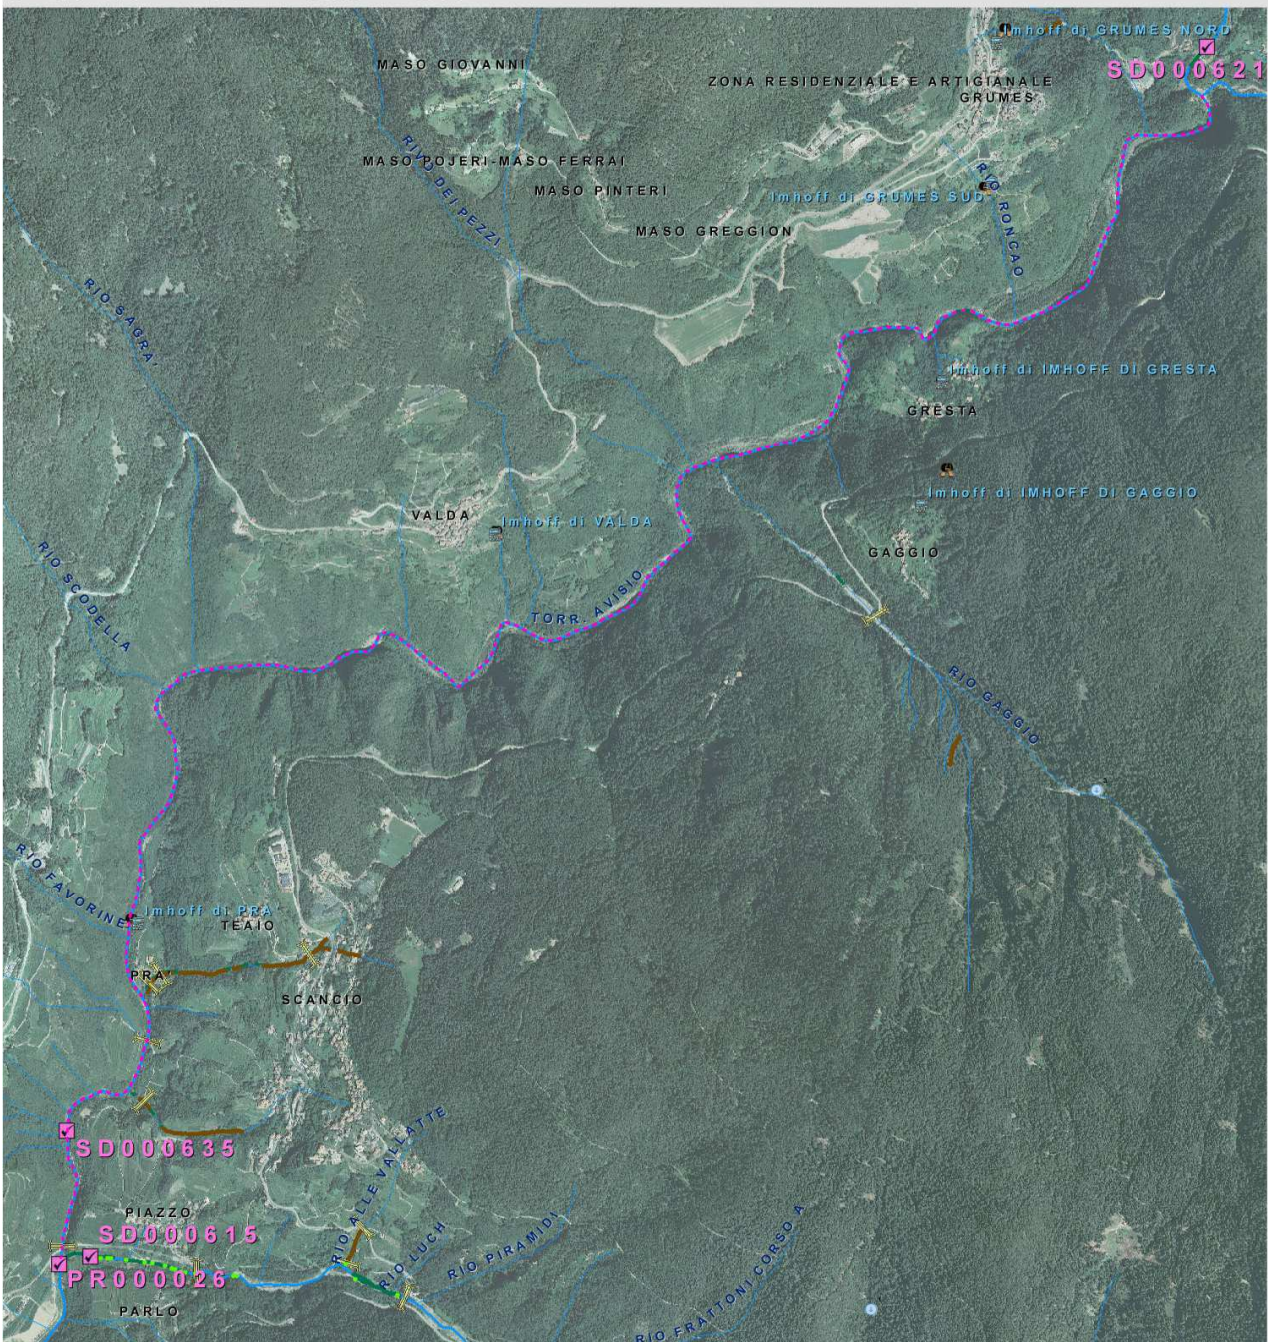 Imhoff di GRUMES NORD
SD000621
MASO GIOVANNI
ZONA RESIDENZIALE E ARTIGIANALE
GRUMES
RIVO DEI PEZZI
MASO POJERI-MASO FERRAI
MASO PINTERI
Imhoff di GRUMES SUD
RIO RONCAO
MASO GREGGION
RIO SAGRA'
Imhoff di IMHOFF DI GRESTA
GRESTA
Imhoff di IMHOFF DI GAGGIO
VALDA
Imhoff di VALDA
GAGGIO
RIO SCODELLA
TORR. AVISIO
RIO GAGGIO
RIO FAVORINE
Imhoff di PRA'
TEAIO
PRA
SCANCIO
SD000635
RIO ALLE VALLATTE
PIAZZO
SD000615
RIO LUCH
RIO PIRAMIDI
PR000026
PARLO
RIO FRATTONI CORSO A